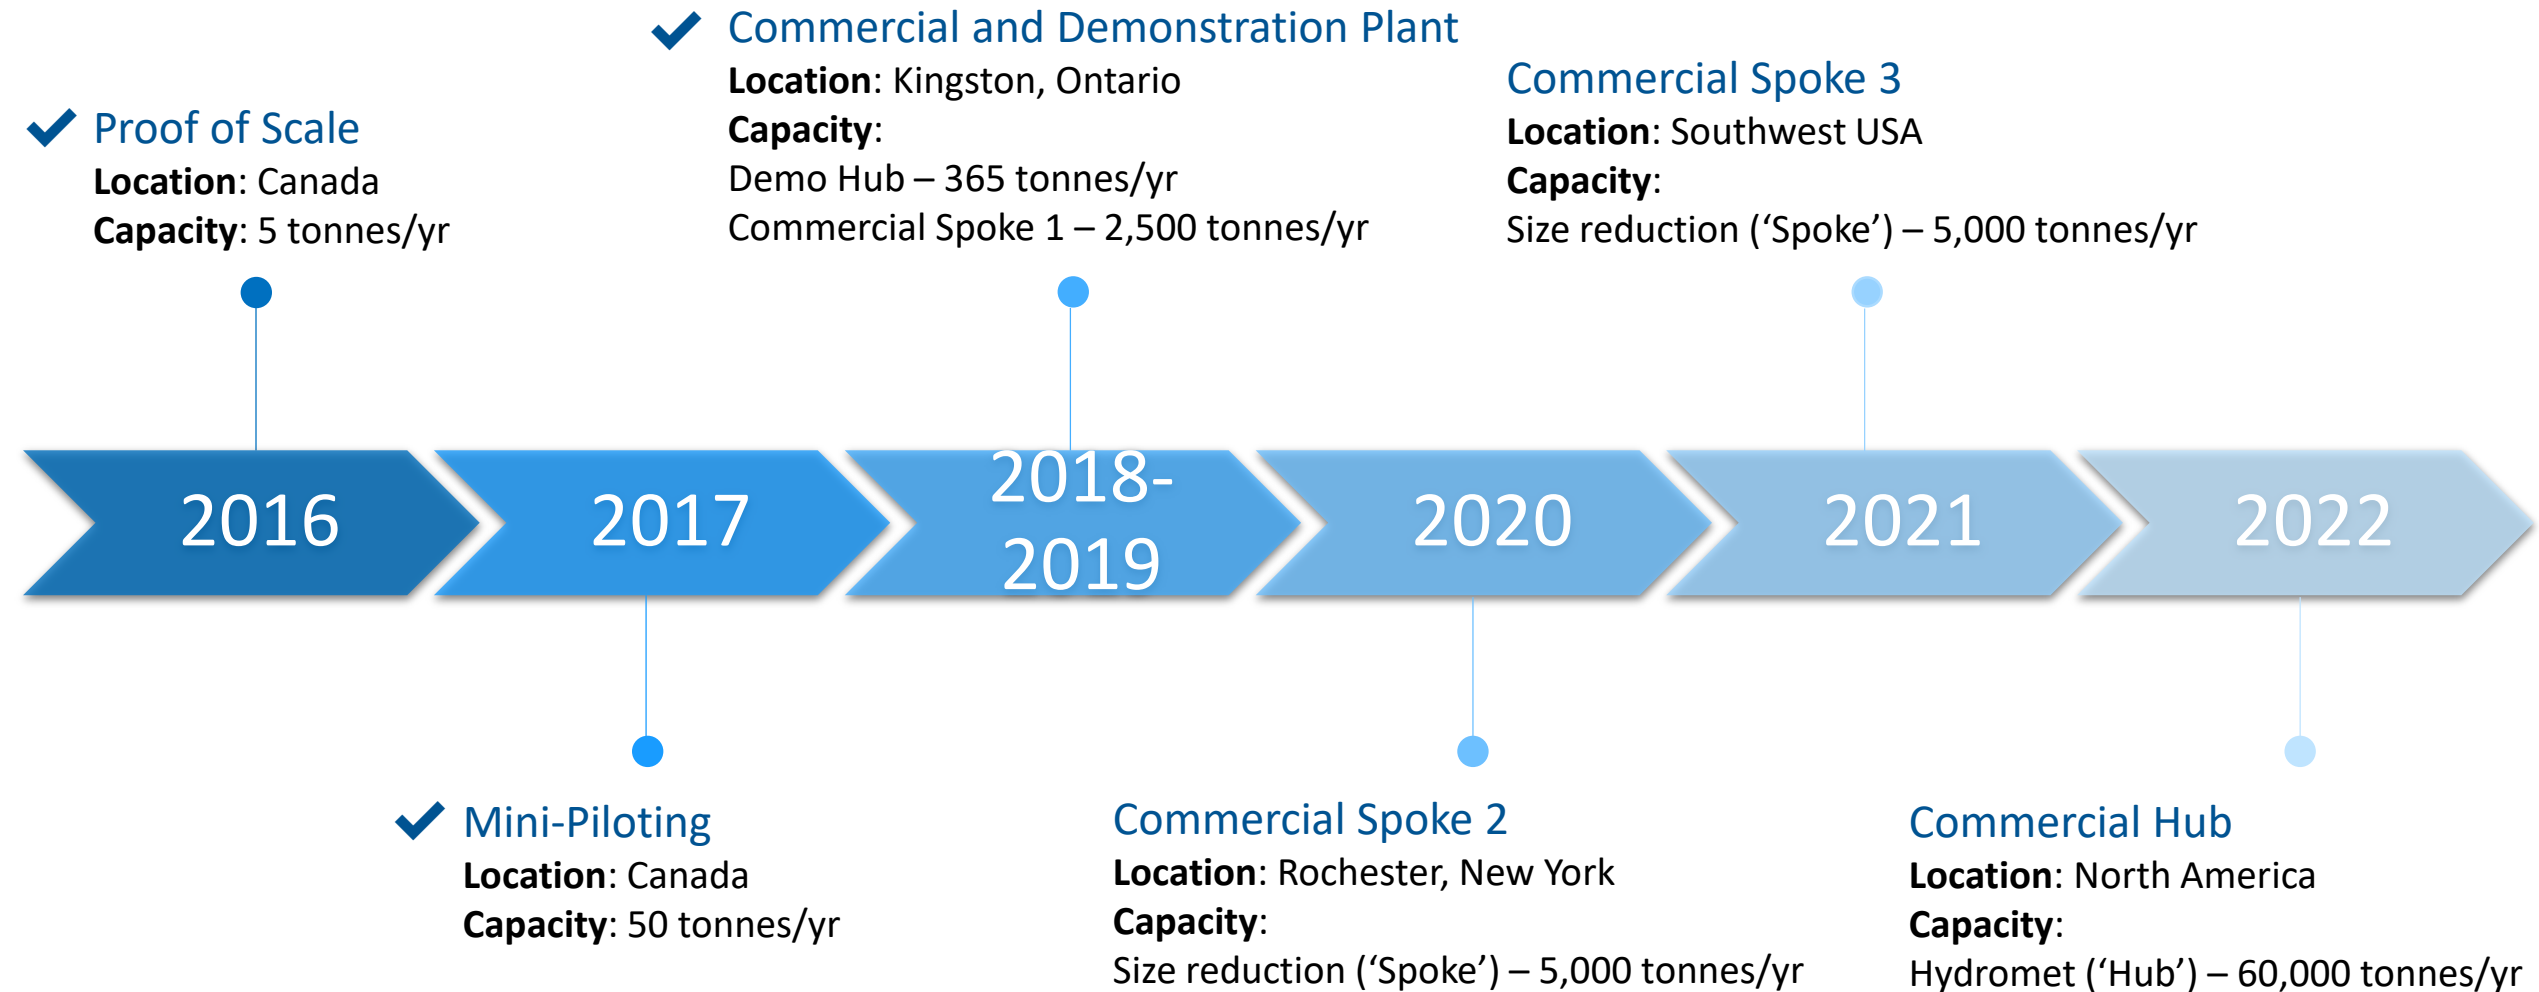 Proof of Scale
Location: Canada
Capacity: 5 tonnes/yr
Commercial and Demonstration Plant
Location: Kingston, Ontario
Capacity:
Demo Hub – 365 tonnes/yr
Commercial Spoke 1 – 2,500 tonnes/yr
Commercial Spoke 3
Location: Southwest USA
Capacity:
Size reduction (‘Spoke’) – 5,000 tonnes/yr
2016
2017
2018-
2019
2020
2021
2022
Mini-Piloting
Location: Canada
Capacity: 50 tonnes/yr
Commercial Spoke 2
Location: Rochester, New York
Capacity:
Size reduction (‘Spoke’) – 5,000 tonnes/yr
Commercial Hub
Location: North America
Capacity:
Hydromet (‘Hub’) – 60,000 tonnes/yr